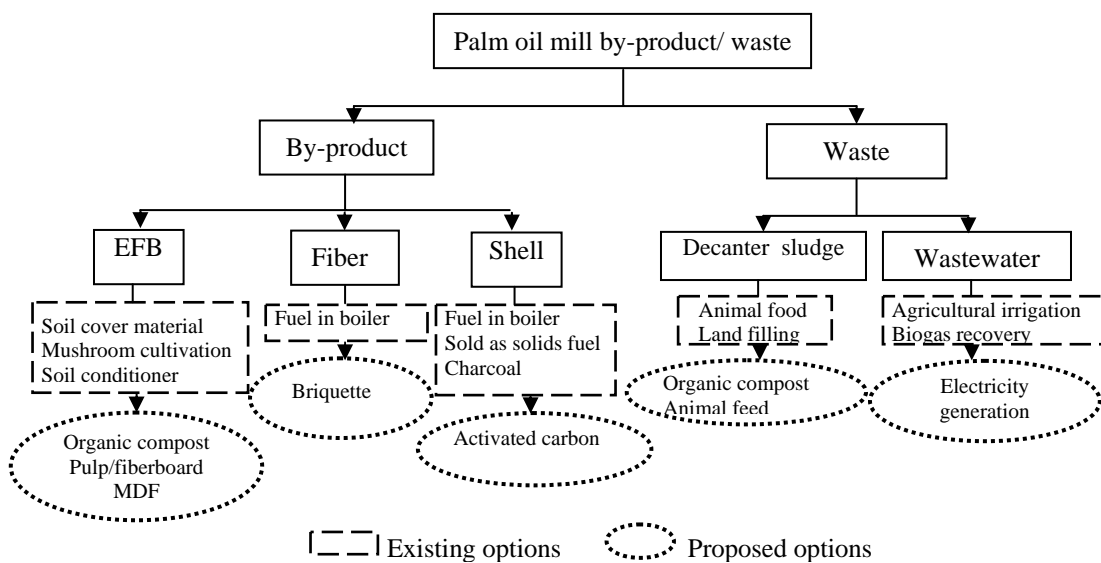 Palm oil mill by-product/ waste
By-product
Waste
EFB
Fiber
Shell
Decanter sludge
Wastewater
Soil cover material
Mushroom cultivation
Soil conditioner
Fuel in boiler
Fuel in boiler
Sold as solids fuel
Charcoal
Animal food
Land filling
Agricultural irrigation
Biogas recovery
Organic compost
Pulp/fiberboard
MDF
Briquette
Activated carbon
Organic compost
Animal feed
Electricity
generation
Existing options
Proposed options